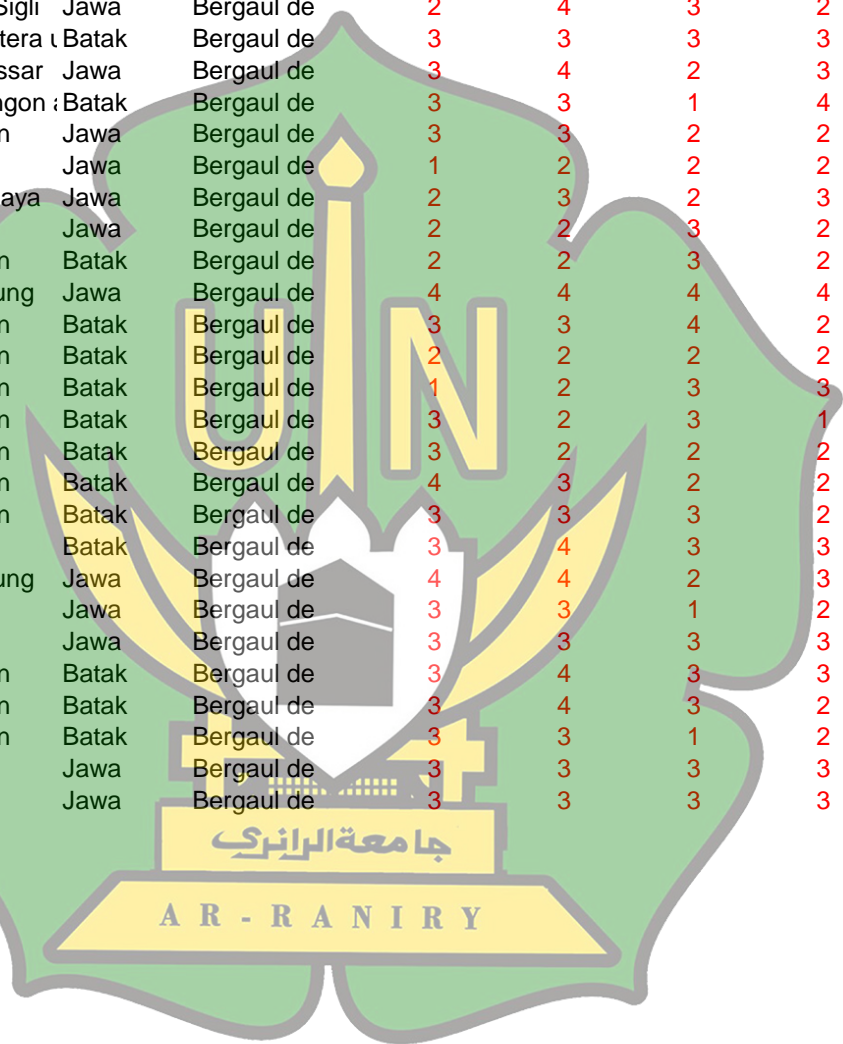 Sigli Jawa Bergaul de 2 4 3 2
tera u Batak Bergaul de 3 3 3 3
ssar Jawa Bergaul de 3 4 2 3
ngon a Batak Bergaul de 3 3 1 4
n Jawa Bergaul de 3 3 2 2
Jawa Bergaul de 1 2 2 2
aya Jawa Bergaul de 2 3 2 3
Jawa Bergaul de 2 2 3 2
n Batak Bergaul de 2 2 3 2
ung Jawa Bergaul de 4 4 4 4
n Batak Bergaul de 3 3 4 2
n Batak Bergaul de 2 2 2 2
n Batak Bergaul de 1 2 3 3
n Batak Bergaul de 3 2 3 1
n Batak Bergaul de 3 2 2 2
n Batak Bergaul de 4 3 2 2
n Batak Bergaul de 3 3 3 2
Batak Bergaul de 3 4 3 3
ung Jawa Bergaul de 4 4 2 3
Jawa Bergaul de 3 3 1 2
Jawa Bergaul de 3 3 3 3
n Batak Bergaul de 3 4 3 3
n Batak Bergaul de 3 4 3 2
n Batak Bergaul de 3 3 1 2
Jawa Bergaul de 3 3 3 3
Jawa Bergaul de 3 3 3 3
U N
جامعةالرانري
AR-RANIRY